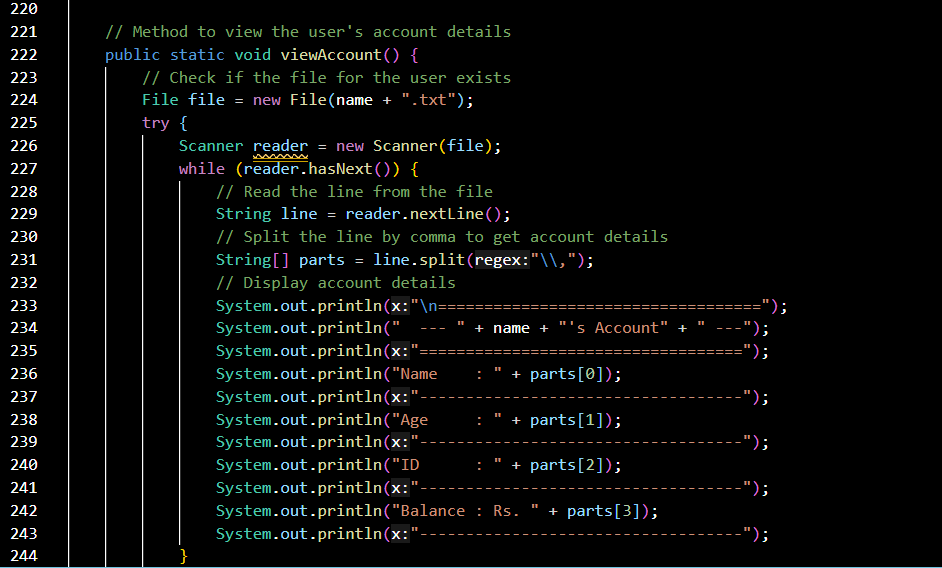 220
221 // Method to view the user's account details
222 public static void viewAccount() {
223 // Check if the file for the user exists
224 File file = new File(name + ".txt");
225 try {
226 Scanner reader = new Scanner(file);
227 while (reader.hasNext()) {
228 // Read the line from the file
229 String line = reader.nextLine();
230 // Split the line by comma to get account details
231 String[] parts = line.split(regex:"\\,");
232 // Display account details
233 System.out.println(x:"\n===================================");
234 System.out.println("  --- " + name + "'s Account" + " ---");
235 System.out.println(x:"===================================");
236 System.out.println("Name    : " + parts[0]);
237 System.out.println(x:"-----------------------------------");
238 System.out.println("Age     : " + parts[1]);
239 System.out.println(x:"-----------------------------------");
240 System.out.println("ID      : " + parts[2]);
241 System.out.println(x:"-----------------------------------");
242 System.out.println("Balance : Rs. " + parts[3]);
243 System.out.println(x:"-----------------------------------");
244 }